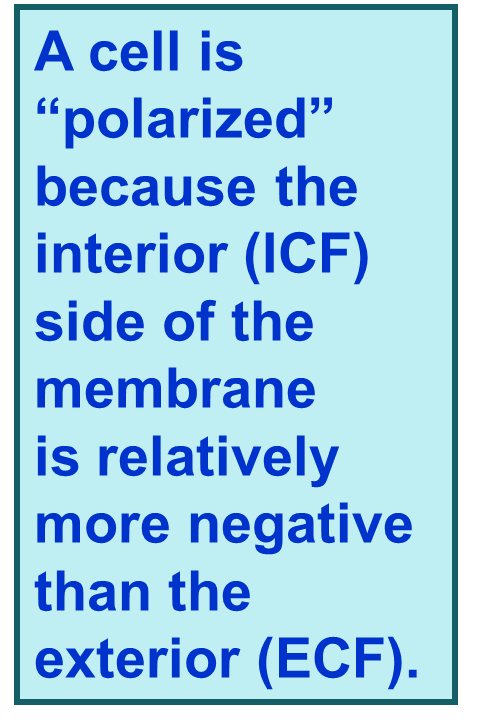 A cell is
“polarized”
because the
interior (ICF)
side of the
membrane
is relatively
more negative
than the
exterior (ECF).